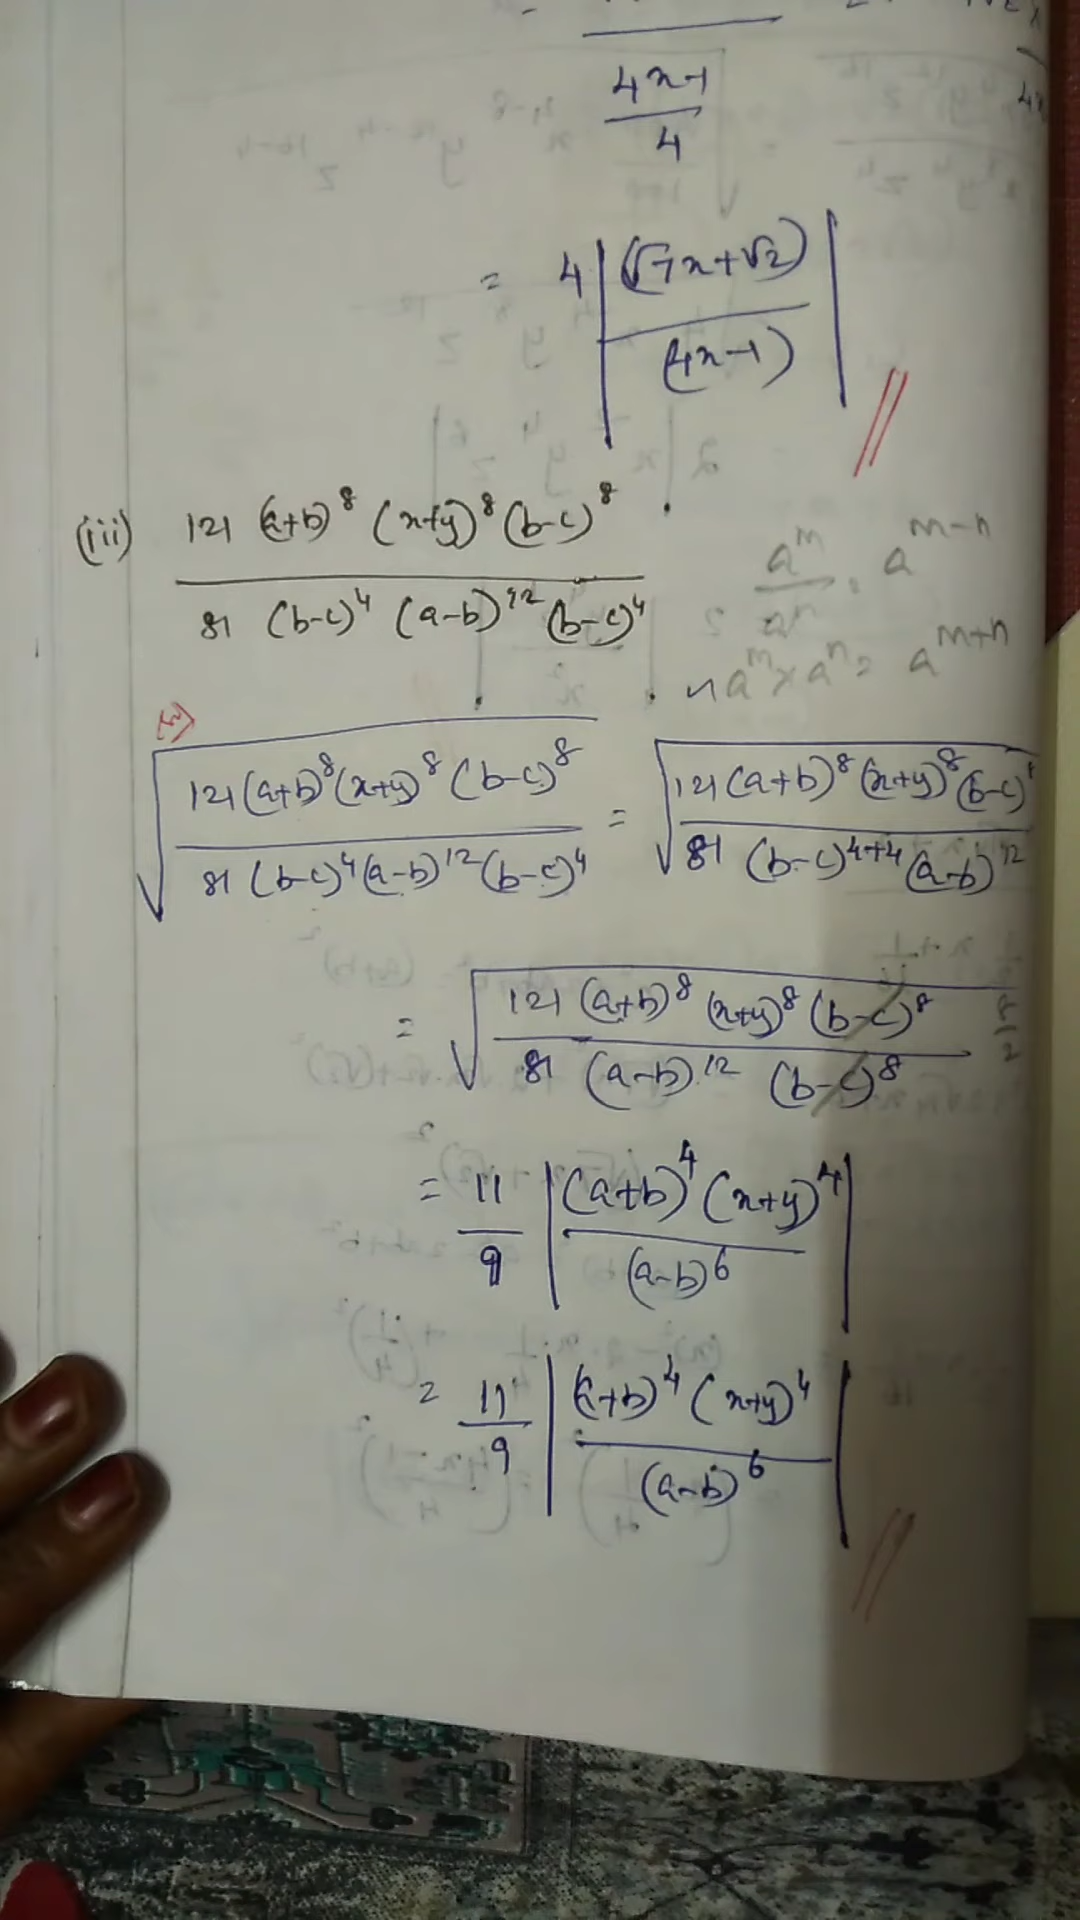 4x-1
4
= 4 | (√7x+√2) |
(4x-1)
(iii) 121 (a+b)^8 (x+y)^8 (b-c)^8
81 (b-c)^4 (a-b)^12 (b-c)^4
a^m
a^n = a^m-n
a^m × a^n = a^m+n
√ 121 (a+b)^8 (x+y)^8 (b-c)^8 = √ 121 (a+b)^8 (x+y)^8 (b-c)
81 (b-c)^4 (a-b)^12 (b-c)^4 81 (b-c)^4+4 (a-b)^12
= √ 121 (a+b)^8 (x+y)^8 (b-c)^8
81 (a-b)^12 (b-c)^8
8
2
= 11 | (a+b)^4 (x+y)^4 |
9 (a-b)^6
= 11 | (a+b)^4 (x+y)^4 |
9 (a-b)^6